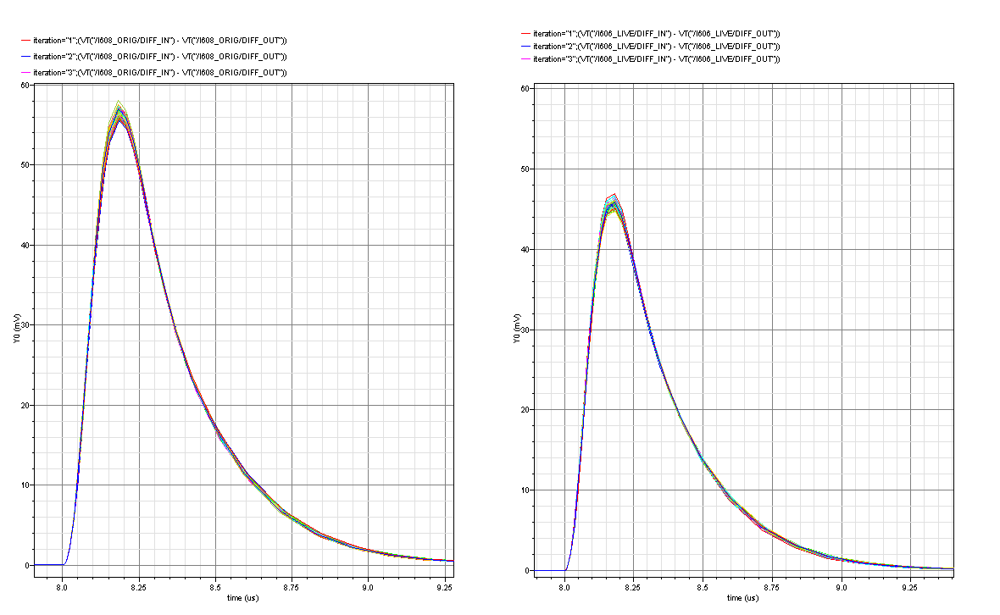 iteration="1";(VT("/I608_ORIG/DIFF_IN") - VT("/I608_ORIG/DIFF_OUT"))
iteration="2";(VT("/I608_ORIG/DIFF_IN") - VT("/I608_ORIG/DIFF_OUT"))
iteration="3";(VT("/I608_ORIG/DIFF_IN") - VT("/I608_ORIG/DIFF_OUT"))
60
50
40
30
20
10
0
Y0 (mV)
8.0 8.25 8.5 8.75 9.0 9.25
time (us)
iteration="1";(VT("/I606_LIVE/DIFF_IN") - VT("/I606_LIVE/DIFF_OUT"))
iteration="2";(VT("/I606_LIVE/DIFF_IN") - VT("/I606_LIVE/DIFF_OUT"))
iteration="3";(VT("/I606_LIVE/DIFF_IN") - VT("/I606_LIVE/DIFF_OUT"))
60
50
40
30
20
10
0
Y0 (mV)
8.0 8.25 8.5 8.75 9.0 9.25
time (us)